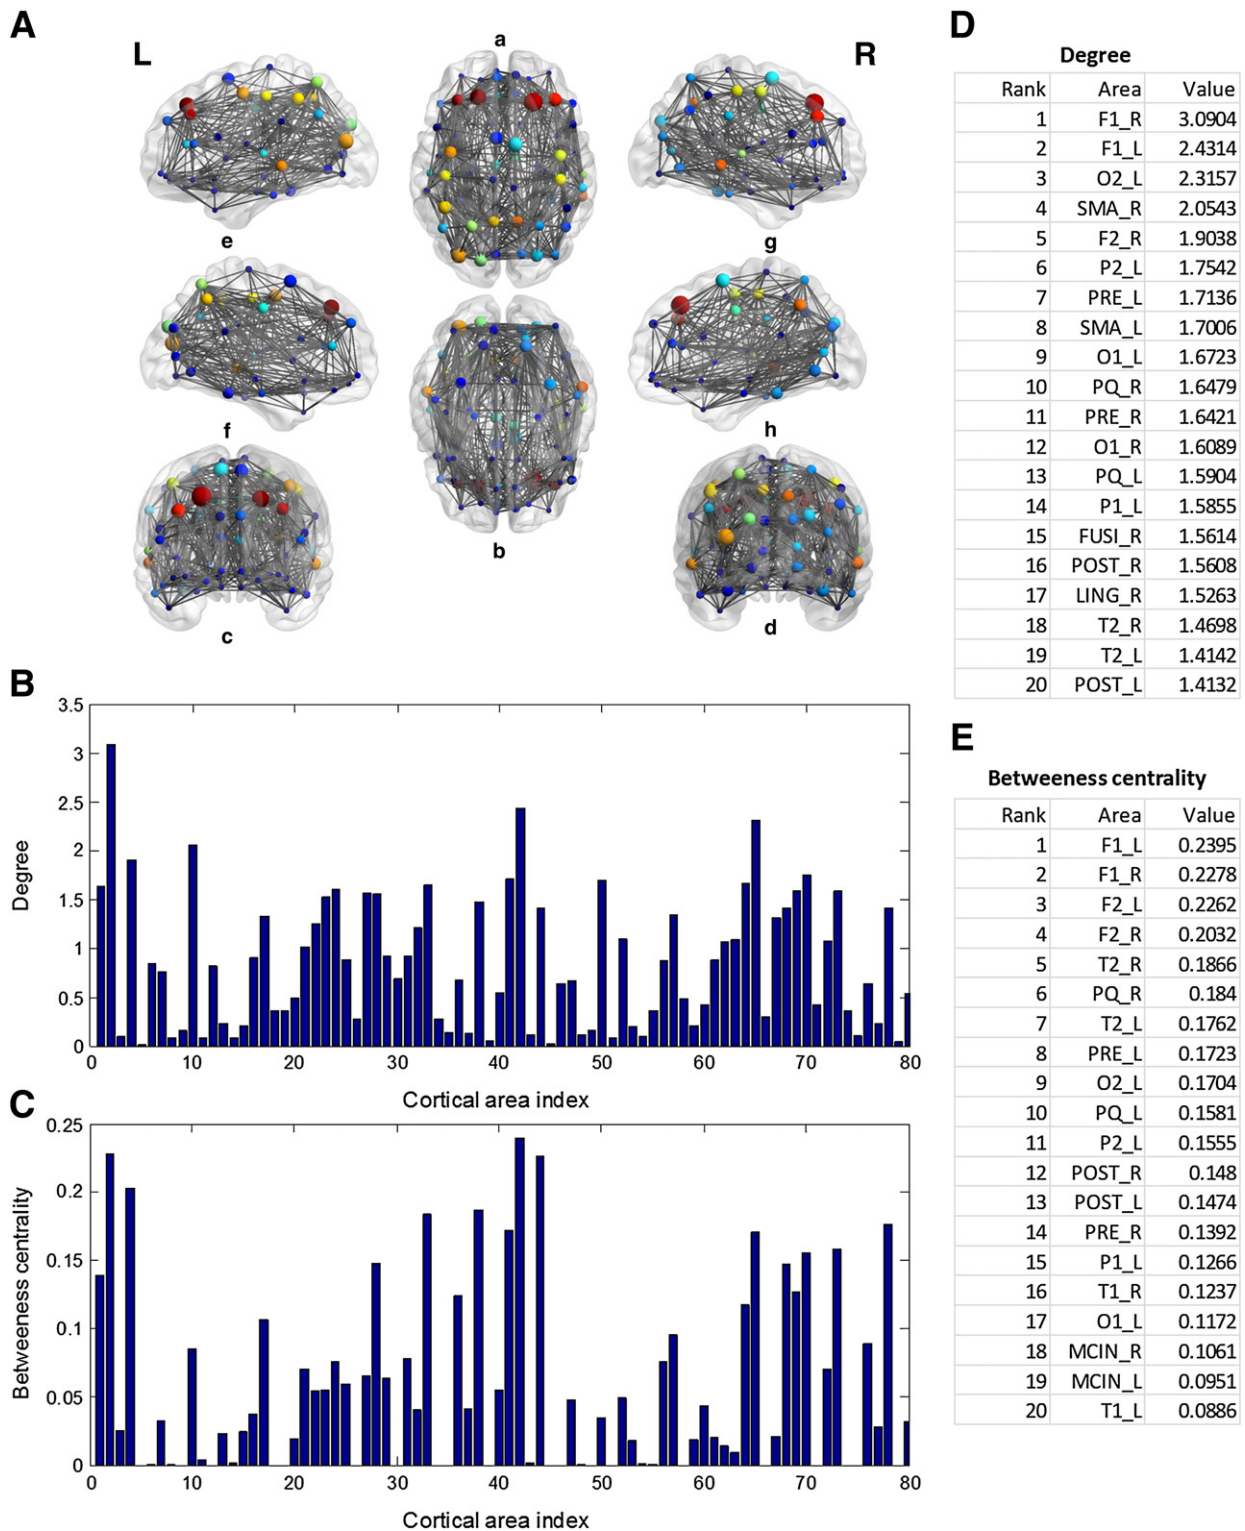 A
L
R
a
e
g
f
h
b
c
d
B
3.5
3
2.5
2
1.5
1
0.5
0
Degree
0 10 20 30 40 50 60 70 80
Cortical area index
C
0.25
0.2
0.15
0.1
0.05
0
Betweeness centrality
0 10 20 30 40 50 60 70 80
Cortical area index
D
Degree
Rank Area Value
1 F1_R 3.0904
2 F1_L 2.4314
3 O2_L 2.3157
4 SMA_R 2.0543
5 F2_R 1.9038
6 P2_L 1.7542
7 PRE_L 1.7136
8 SMA_L 1.7006
9 O1_L 1.6723
10 PQ_R 1.6479
11 PRE_R 1.6421
12 O1_R 1.6089
13 PQ_L 1.5904
14 P1_L 1.5855
15 FUSI_R 1.5614
16 POST_R 1.5608
17 LING_R 1.5263
18 T2_R 1.4698
19 T2_L 1.4142
20 POST_L 1.4132
E
Betweeness centrality
Rank Area Value
1 F1_L 0.2395
2 F1_R 0.2278
3 F2_L 0.2262
4 F2_R 0.2032
5 T2_R 0.1866
6 PQ_R 0.184
7 T2_L 0.1762
8 PRE_L 0.1723
9 O2_L 0.1704
10 PQ_L 0.1581
11 P2_L 0.1555
12 POST_R 0.148
13 POST_L 0.1474
14 PRE_R 0.1392
15 P1_L 0.1266
16 T1_R 0.1237
17 O1_L 0.1172
18 MCIN_R 0.1061
19 MCIN_L 0.0951
20 T1_L 0.0886